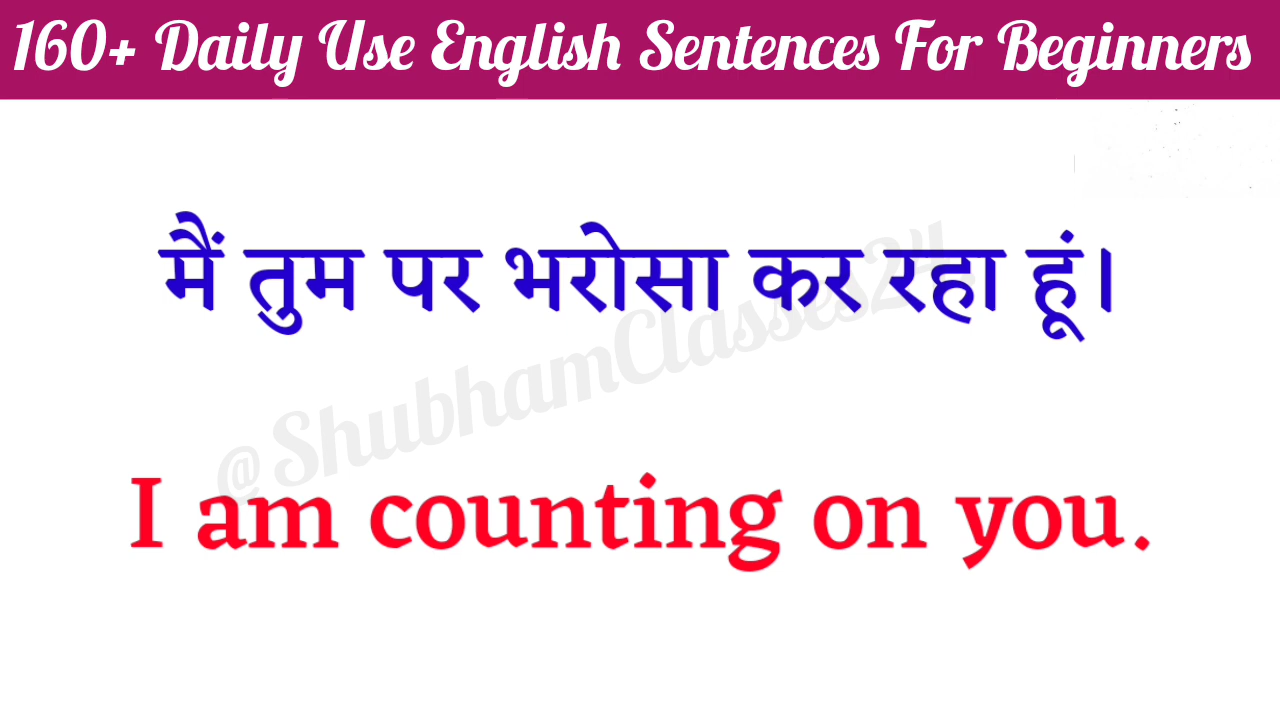 160+ Daily Use English Sentences For Beginners
मैं तुम पर भरोसा कर रहा हूं।
@ShubhamClasses24
I am counting on you.